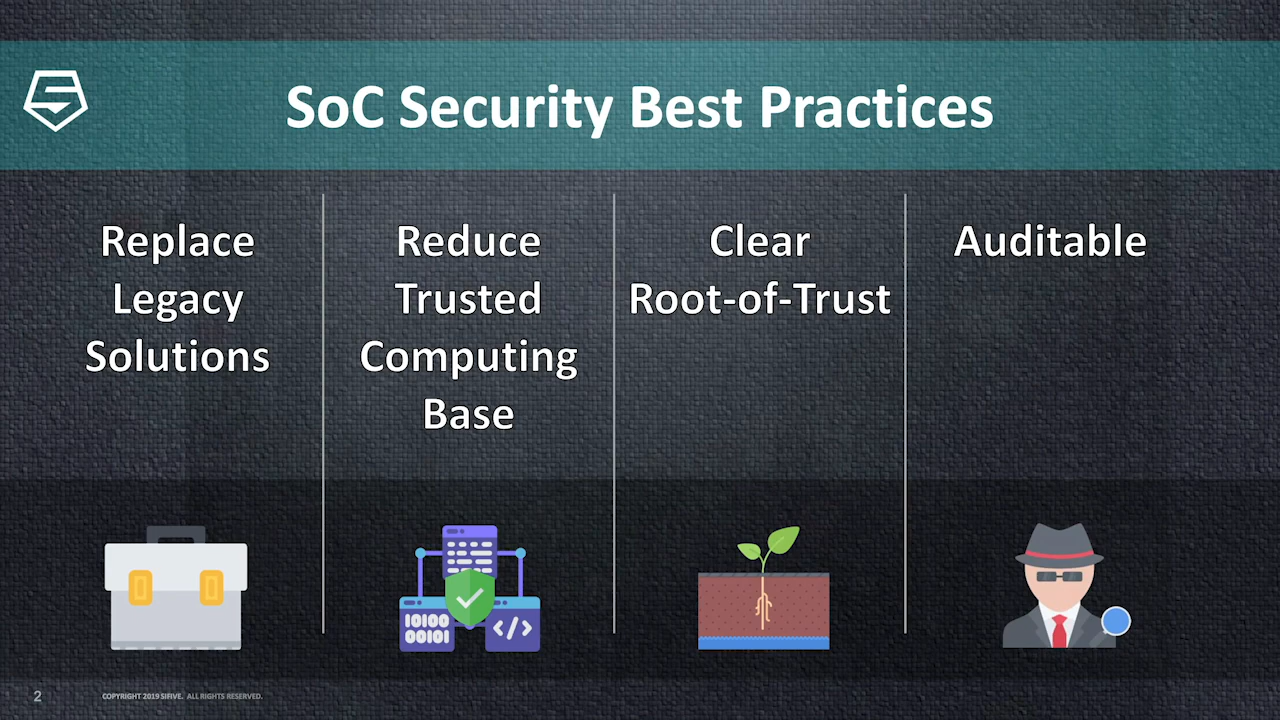 SoC Security Best Practices
Replace
Legacy
Solutions
Reduce
Trusted
Computing
Base
Clear
Root-of-Trust
Auditable
10100
00101
</>
2
COPYRIGHT 2019 SIFIVE. ALL RIGHTS RESERVED.